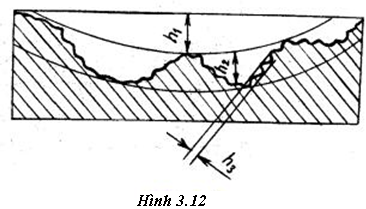 h₁
h₂
h₃
Hình 3.12